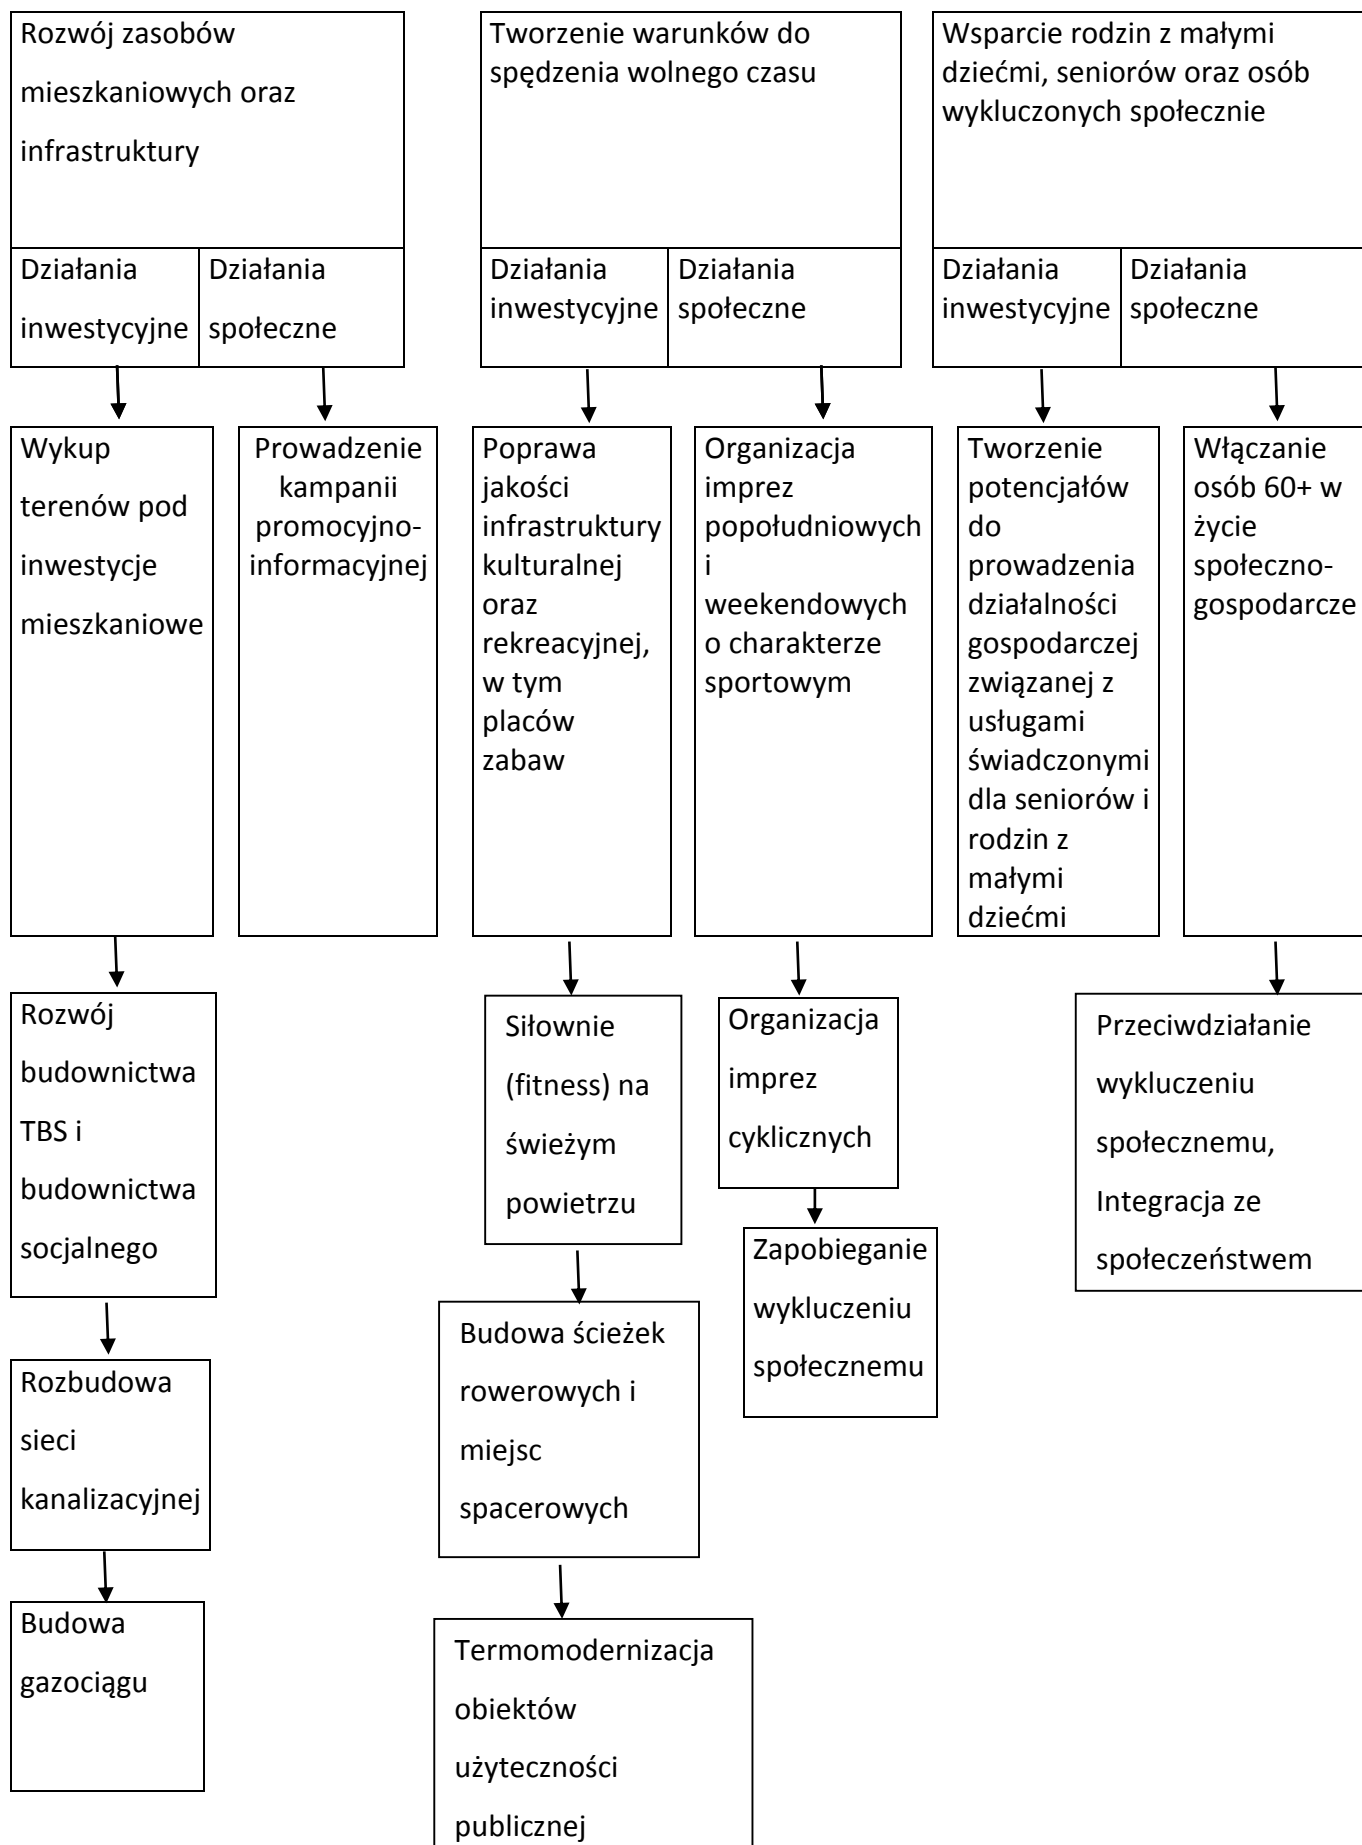 Rozwój zasobów
mieszkaniowych oraz
infrastruktury
Tworzenie warunków do
spędzenia wolnego czasu
Wsparcie rodzin z małymi
dziećmi, seniorów oraz osób
wykluczonych społecznie
Działania
inwestycyjne
Działania
społeczne
Działania
inwestycyjne
Działania
społeczne
Działania
inwestycyjne
Działania
społeczne
Wykup
terenów pod
inwestycje
mieszkaniowe
Prowadzenie
kampanii
promocyjno-
informacyjnej
Poprawa
jakości
infrastruktury
kulturalnej
oraz
rekreacyjnej,
w tym
placów
zabaw
Organizacja
imprez
popołudniowych
i
weekendowych
o charakterze
sportowym
Tworzenie
potencjałów
do
prowadzenia
działalności
gospodarczej
związanej z
usługami
świadczonymi
dla seniorów i
rodzin z
małymi
dziećmi
Włączanie
osób 60+ w
życie
społeczno-
gospodarcze
Rozwój
budownictwa
TBS i
budownictwa
socjalnego
Siłownie
(fitness) na
świeżym
powietrzu
Organizacja
imprez
cyklicznych
Przeciwdziałanie
wykluczeniu
społecznemu,
Integracja ze
społeczeństwem
Zapobieganie
wykluczeniu
społecznemu
Budowa ścieżek
rowerowych i
miejsc
spacerowych
Rozbudowa
sieci
kanalizacyjnej
Budowa
gazociągu
Termomodernizacja
obiektów
użyteczności
publicznej